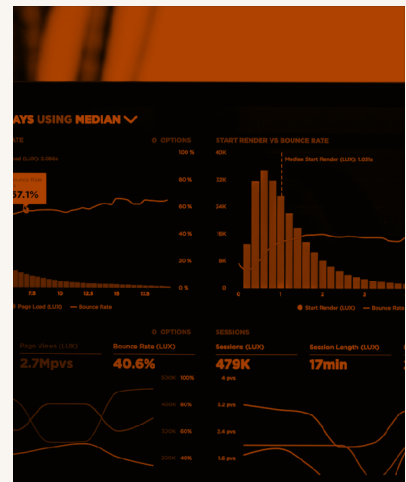 AYS USING MEDIAN
ATE
OPTIONS
START RENDER VS BOUNCE RATE
100 %
40K
Median Start Render (LUX) 1.031s
Bounce Rate
57.1%
80 %
32K
60 %
24K
40 %
16K
20 %
8K
0 %
0
7.5
10
12.5
15
17.5
0
1
2
3
Page Load (LUX)
Bounce Rate
Start Render (LUX)
Bounce Rate
OPTIONS
SESSIONS
Page Views (LUX)
Bounce Rate (LUX)
Sessions (LUX)
Session Length (LUX)
2.7Mpvs
40.6%
479K
17min
100%
4 pvs
80%
3.2 pvs
60%
2.4 pvs
40%
1.6 pvs